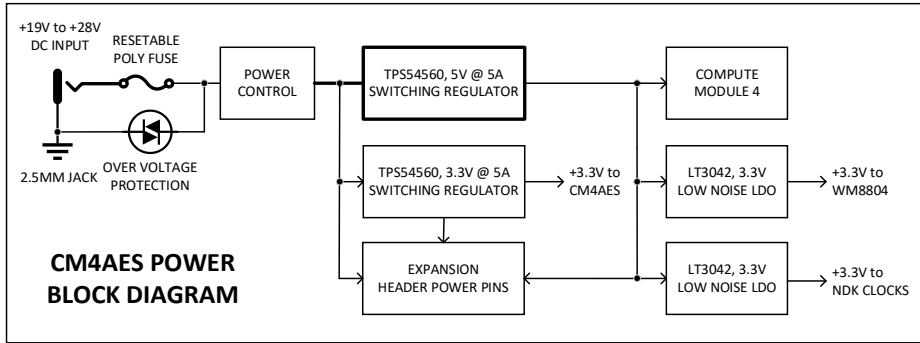 +19V to +28V
DC INPUT
RESETABLE
POLY FUSE
2.5MM JACK
OVER VOLTAGE
PROTECTION
POWER
CONTROL
TPS54560, 5V @ 5A
SWITCHING REGULATOR
TPS54560, 3.3V @ 5A
SWITCHING REGULATOR
+3.3V to
CM4AES
EXPANSION
HEADER POWER PINS
COMPUTE
MODULE 4
LT3042, 3.3V
LOW NOISE LDO
+3.3V to
WM8804
LT3042, 3.3V
LOW NOISE LDO
+3.3V to
NDK CLOCKS
CM4AES POWER
BLOCK DIAGRAM